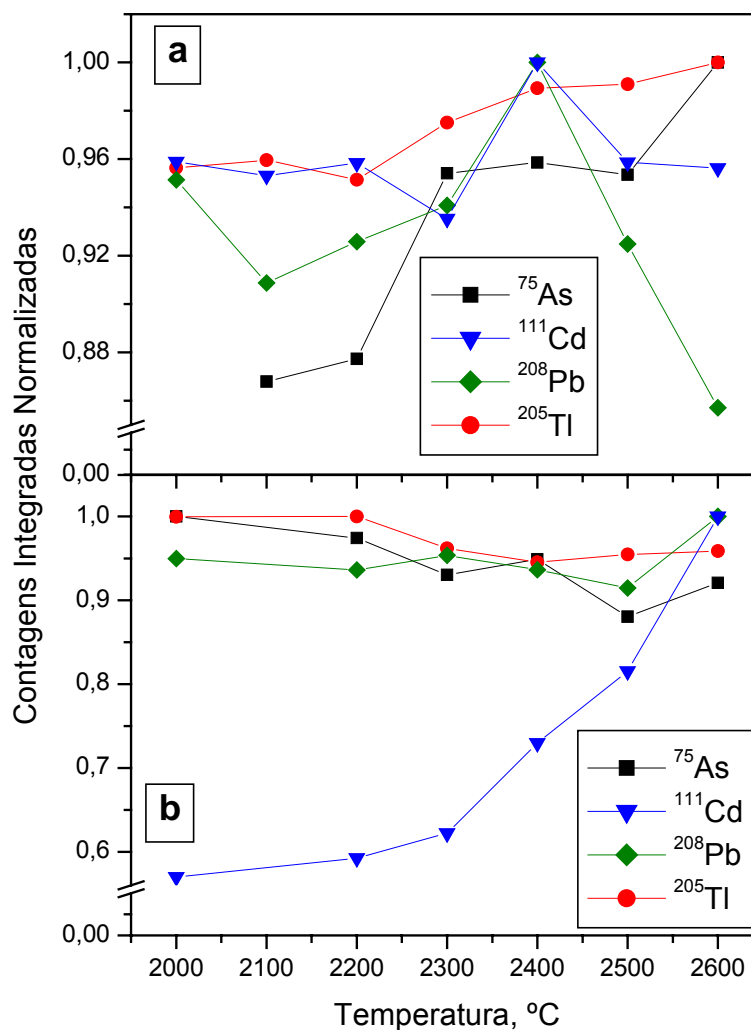 Contagens Integradas Normalizadas
a
1,00
0,96
0,92
0,88
0,00
75As
111Cd
208Pb
205Tl
b
1,0
0,9
0,8
0,7
0,6
0,00
75As
111Cd
208Pb
205Tl
2000 2100 2200 2300 2400 2500 2600
Temperatura, ºC